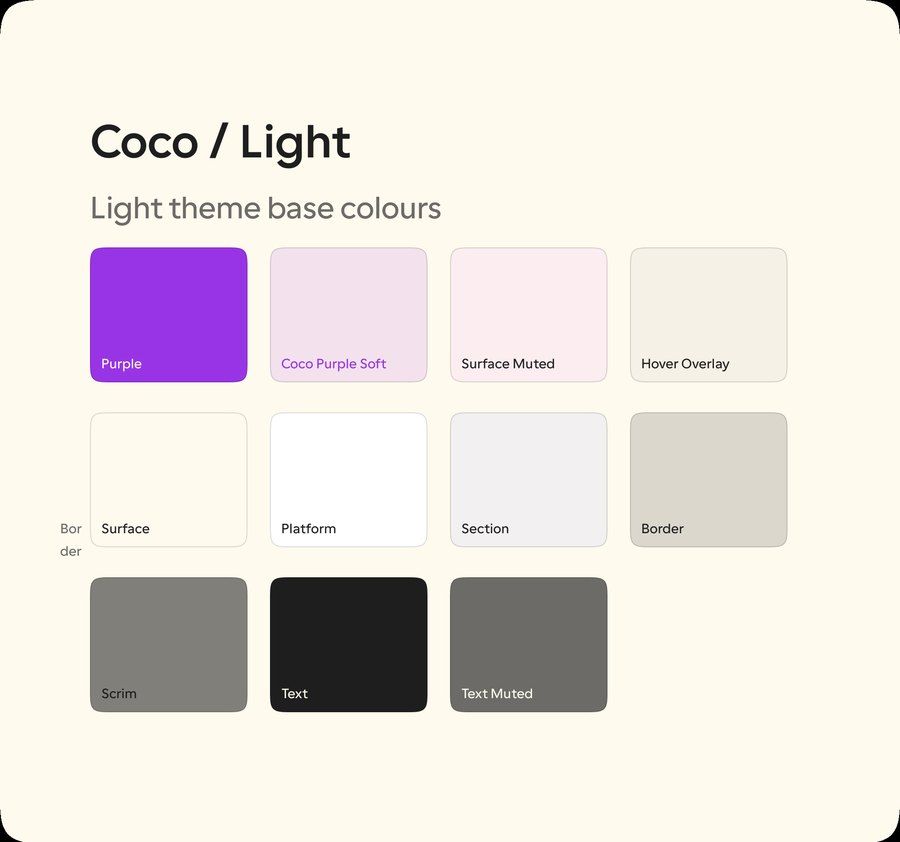 Coco / Light
Light theme base colours
Purple
Coco Purple Soft
Surface Muted
Hover Overlay
Bor
der
Surface
Platform
Section
Border
Scrim
Text
Text Muted